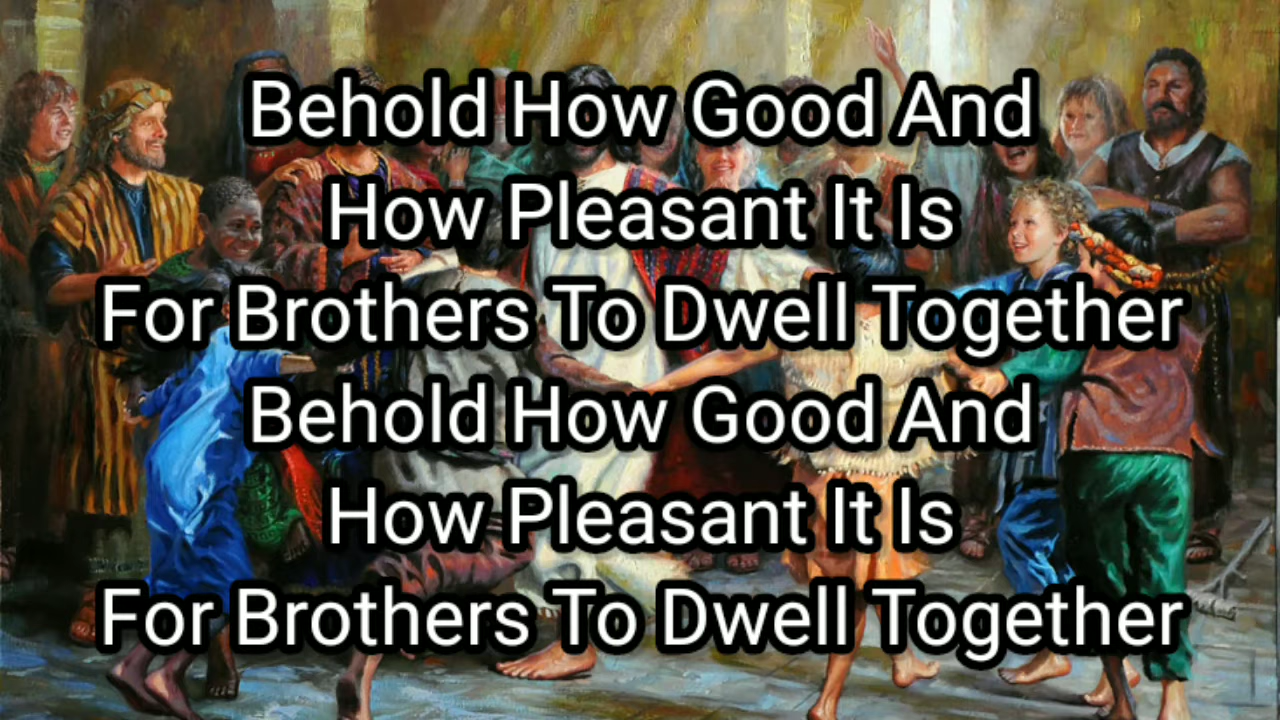 Behold How Good And
How Pleasant It Is
For Brothers To Dwell Together
Behold How Good And
How Pleasant It Is
For Brothers To Dwell Together